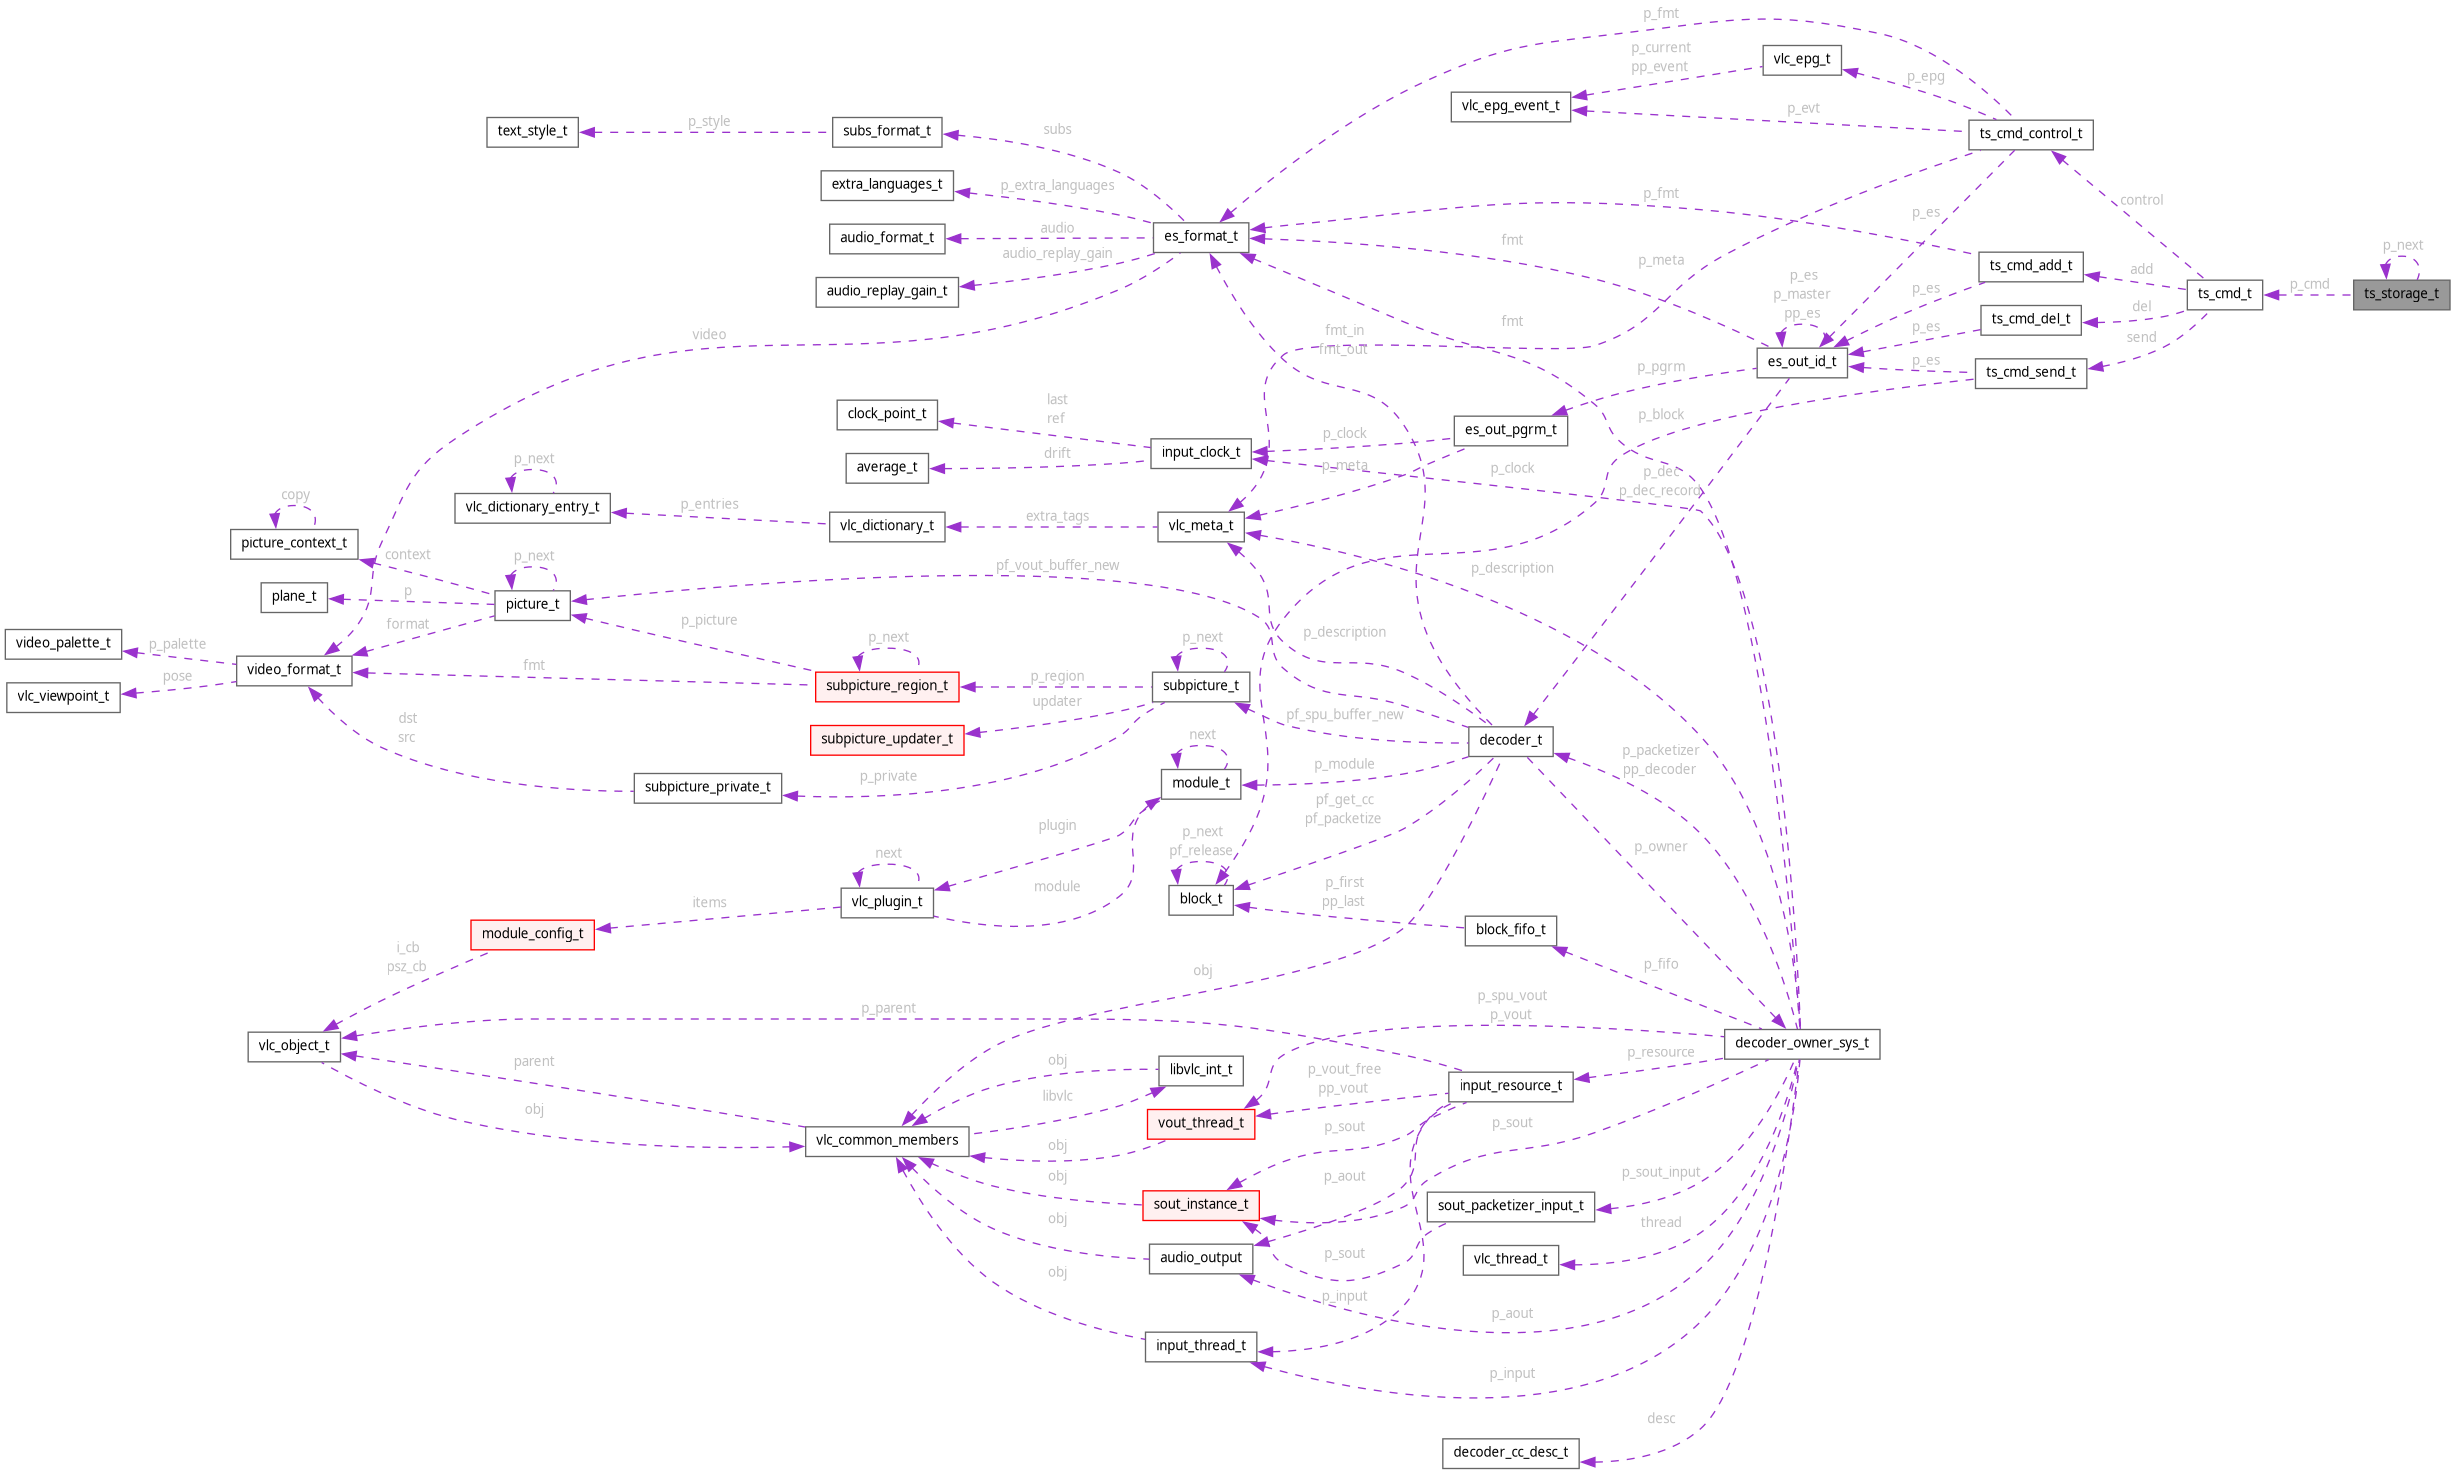 p_fmt
p_current
pp_event
vlc_epg_t
p_epg
vlc_epg_event_t
p_evt
text_style_t
p_style
subs_format_t
subs
ts_cmd_control_t
extra_languages_t
p_extra_languages
p_fmt
control
p_es
audio_format_t
audio
audio_replay_gain
es_format_t
fmt
p_meta
ts_cmd_add_t
add
p_next
audio_replay_gain_t
p_es
p_master
pp_es
p_es
ts_cmd_t
p_cmd
ts_storage_t
video
fmt_in
fmt_out
fmt
ts_cmd_del_t
del
p_es
send
es_out_id_t
p_pgrm
p_es
ts_cmd_send_t
clock_point_t
last
ref
p_block
es_out_pgrm_t
p_clock
average_t
drift
input_clock_t
p_meta
p_clock
p_dec
p_dec_record
p_next
vlc_dictionary_entry_t
p_entries
vlc_dictionary_t
extra_tags
vlc_meta_t
copy
picture_context_t
context
p_next
pf_vout_buffer_new
p_description
plane_t
p
picture_t
format
p_picture
p_description
video_palette_t
p_palette
video_format_t
fmt
p_next
subpicture_region_t
p_region
p_next
subpicture_t
vlc_viewpoint_t
pose
updater
pf_spu_buffer_new
dst
src
subpicture_updater_t
decoder_t
p_packetizer
pp_decoder
next
subpicture_private_t
p_private
module_t
p_module
pf_get_cc
pf_packetize
plugin
p_next
pf_release
p_owner
next
vlc_plugin_t
module
block_t
p_first
pp_last
items
module_config_t
block_fifo_t
i_cb
psz_cb
obj
p_fifo
p_parent
p_spu_vout
p_vout
vlc_object_t
parent
obj
libvlc_int_t
decoder_owner_sys_t
p_resource
libvlc
p_vout_free
pp_vout
input_resource_t
obj
vlc_common_members
vout_thread_t
obj
p_sout
p_sout
obj
sout_instance_t
p_aout
p_sout_input
sout_packetizer_input_t
obj
thread
audio_output
p_sout
vlc_thread_t
obj
p_input
p_aout
input_thread_t
p_input
desc
decoder_cc_desc_t